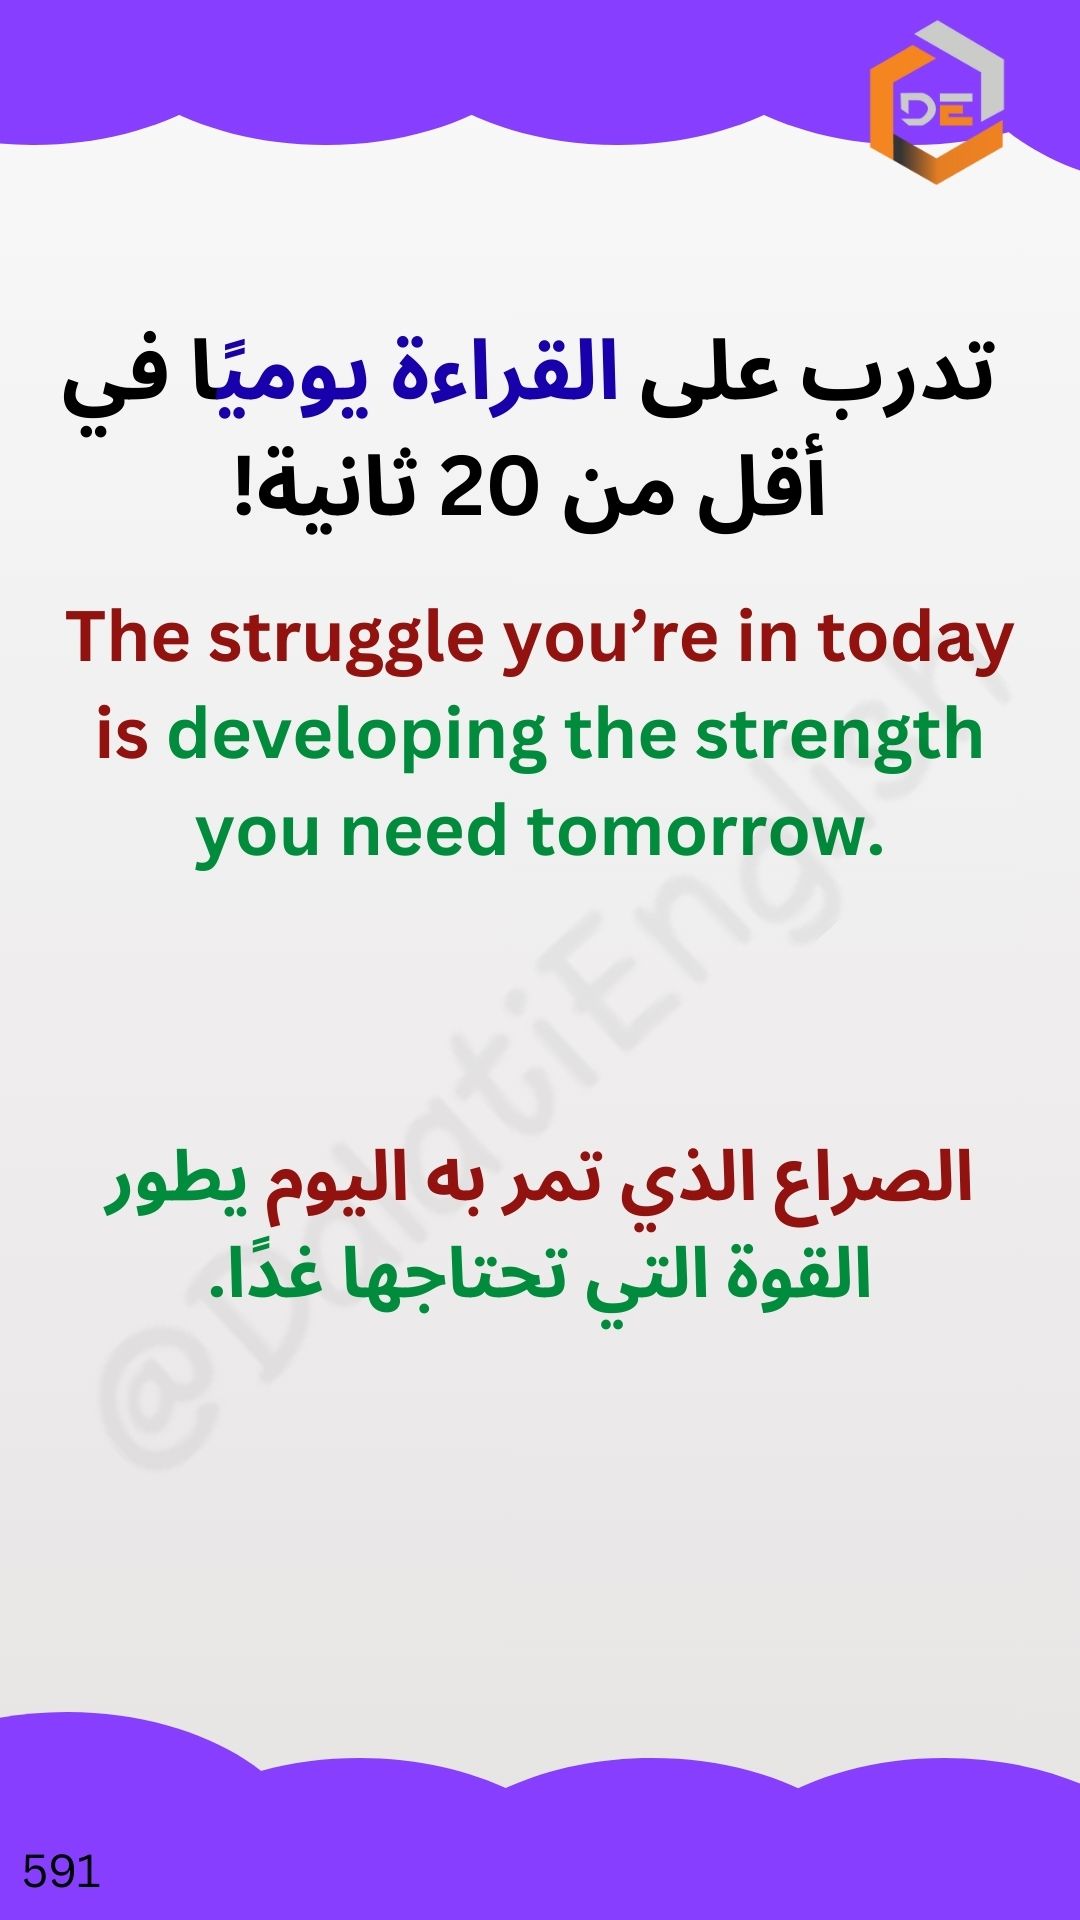 DE
تدرب على القراءة يوميًا في
أقل من 20 ثانية!
The struggle you’re in today
is developing the strength
you need tomorrow.
@DalatiEnglish
الصراع الذي تمر به اليوم يطور
القوة التي تحتاجها غدًا.
591